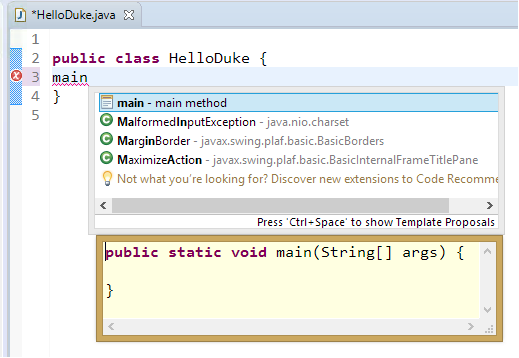 *HelloDuke.java
1
2 public class HelloDuke {
3 main
4 }
5
main - main method
MalformedInputException - java.nio.charset
MarginBorder - javax.swing.plaf.basic.BasicBorders
MaximizeAction - javax.swing.plaf.basic.BasicInternalFrameTitlePane
Not what you're looking for? Discover new extensions to Code Recomme
Press 'Ctrl+Space' to show Template Proposals
public static void main(String[] args) {
}